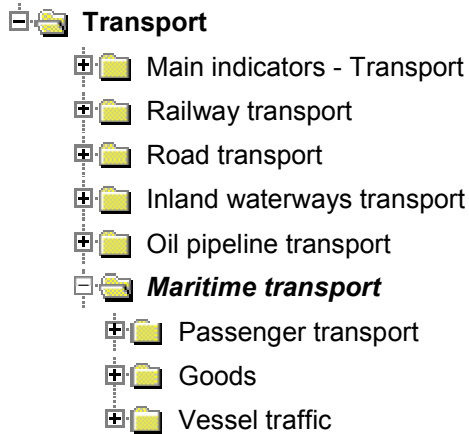 Transport
Main indicators - Transport
Railway transport
Road transport
Inland waterways transport
Oil pipeline transport
Maritime transport
Passenger transport
Goods
Vessel traffic